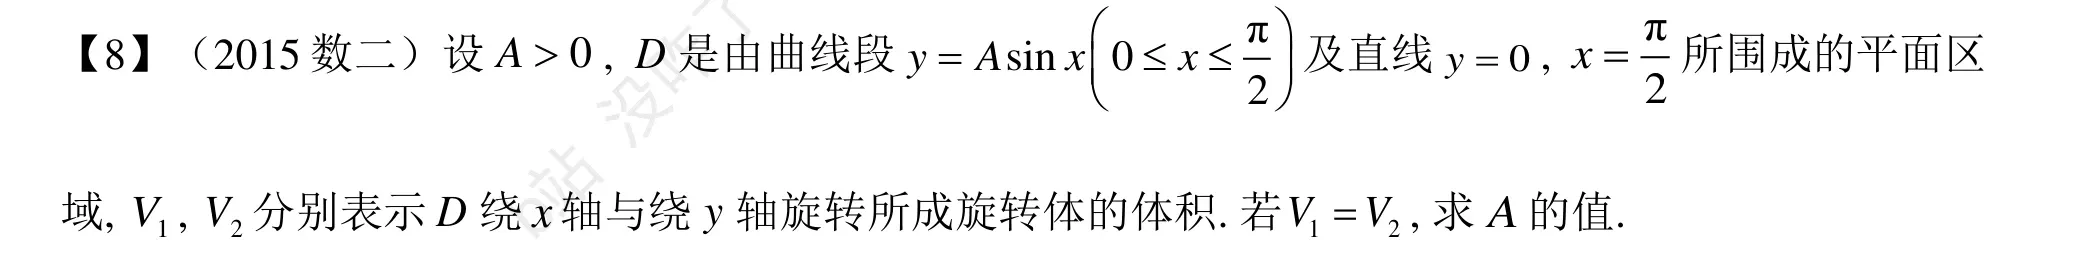 【8】（2015 数二）设 A > 0 , D 是由曲线段 y = A sin x (0 ≤ x ≤ π/2) 及直线 y = 0 , x = π/2 所围成的平面区
域, V₁ , V₂ 分别表示 D 绕 x 轴与绕 y 轴旋转所成旋转体的体积. 若 V₁ = V₂ , 求 A 的值.